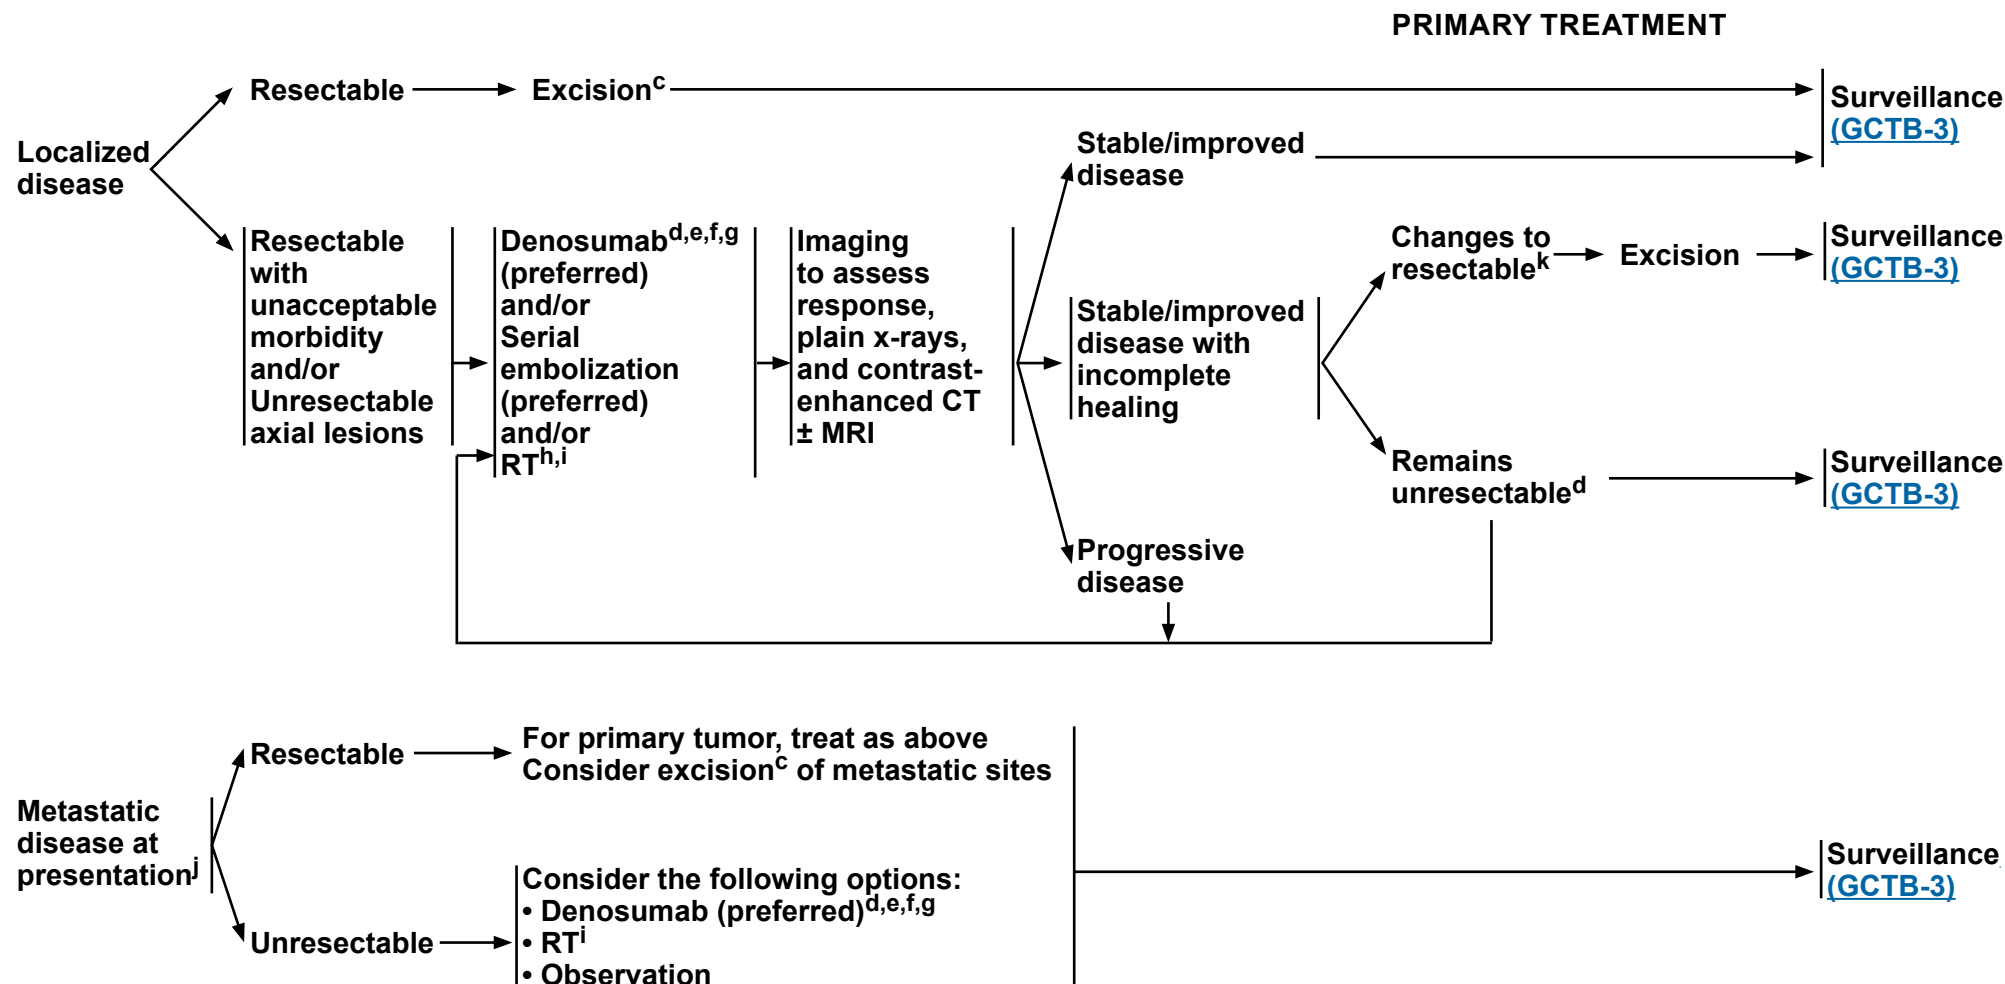 PRIMARY TREATMENT
Localized
disease
Resectable
Excisionᶜ
Surveillance
(GCTB-3)
Resectable
with
unacceptable
morbidity
and/or
Unresectable
axial lesions
Denosumabᵈ,ᵉ,ᶠ,ᵍ
(preferred)
and/or
Serial
embolization
(preferred)
and/or
RTʰ,ⁱ
Imaging
to assess
response,
plain x-rays,
and contrast-
enhanced CT
± MRI
Stable/improved
disease
Stable/improved
disease with
incomplete
healing
Changes to
resectableᵏ
Excision
Surveillance
(GCTB-3)
Remains
unresectableᵈ
Surveillance
(GCTB-3)
Progressive
disease
Metastatic
disease at
presentationʲ
Resectable
For primary tumor, treat as above
Consider excisionᶜ of metastatic sites
Unresectable
Consider the following options:
• Denosumab (preferred)ᵈ,ᵉ,ᶠ,ᵍ
• RTⁱ
• Observation
Surveillance
(GCTB-3)